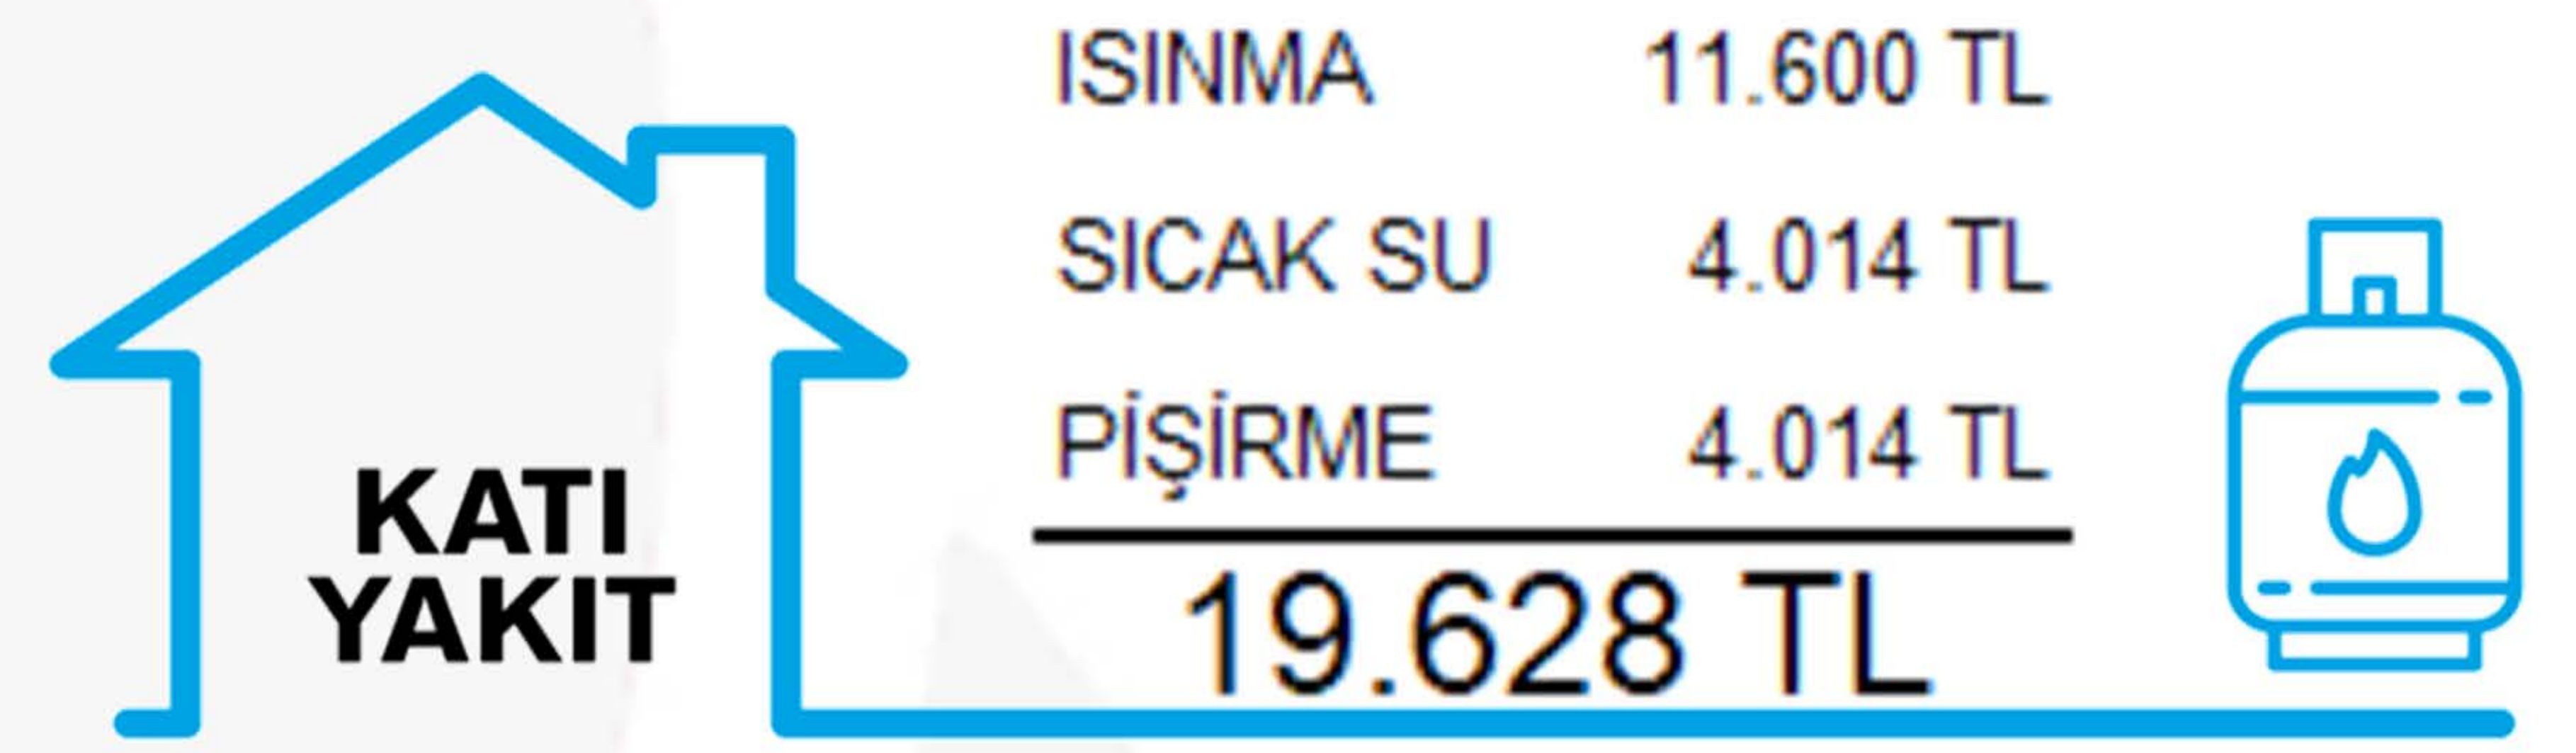 ISINMA 11.600 TL
SICAK SU 4.014 TL
PİŞİRME 4.014 TL
19.628 TL
KATI
YAKIT